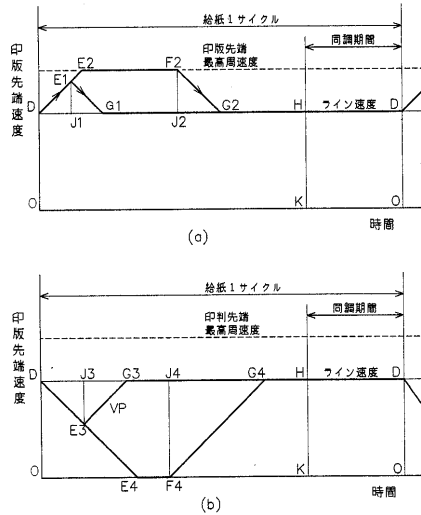 給紙1サイクル
同調期間
印版先端
最高周速度
印版先端速度
E2
F2
E1
D
G1
G2
H
ライン速度
D
J1
J2
O
K
O
時間
(a)
給紙1サイクル
同調期間
印判先端
最高周速度
印版先端速度
D
J3
G3
J4
G4
H
ライン速度
D
VP
E3
O
E4
F4
K
O
時間
(b)